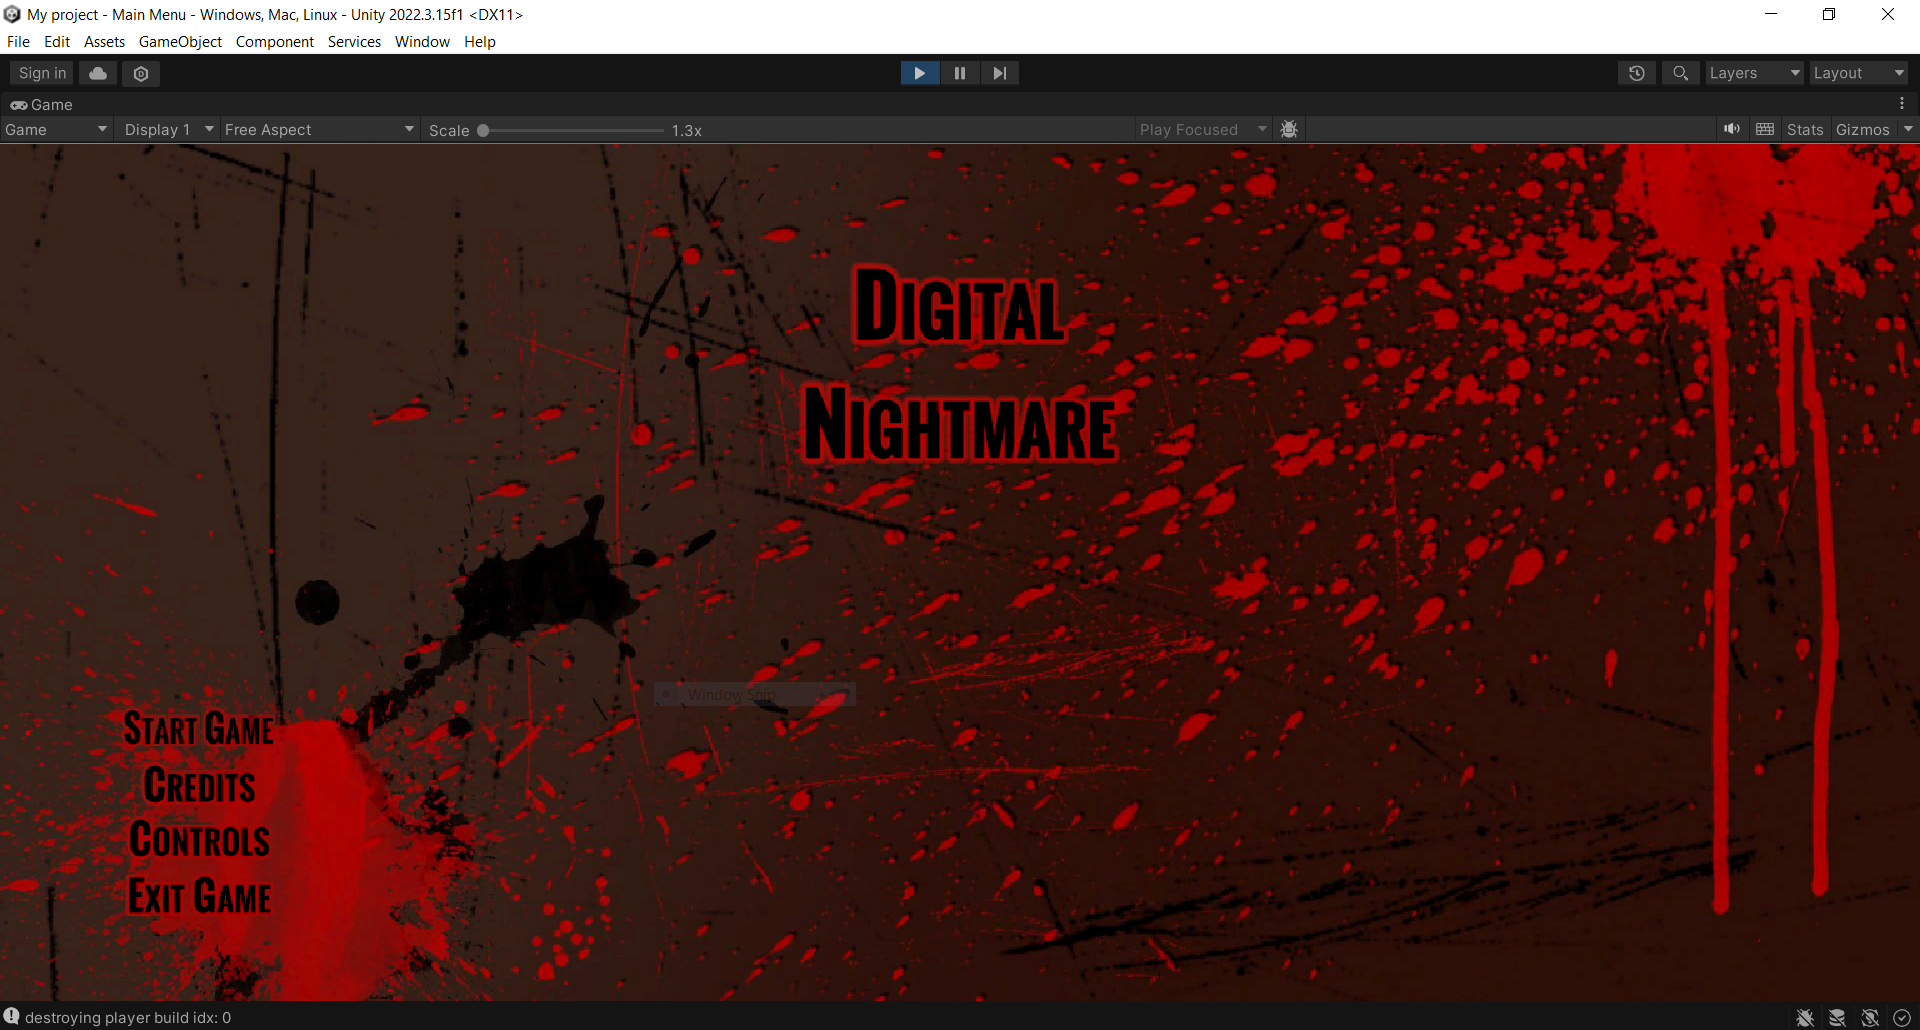 My project - Main Menu - Windows, Mac, Linux - Unity 2022.3.15f1 <DX11>
File Edit Assets GameObject Component Services Window Help
Sign in Layers Layout
Game
Game Display 1 Free Aspect Scale 1.3x Play Focused Stats Gizmos
DIGITAL
NIGHTMARE
Window Snip
START GAME
CREDITS
CONTROLS
EXIT GAME
destroying player build idx: 0